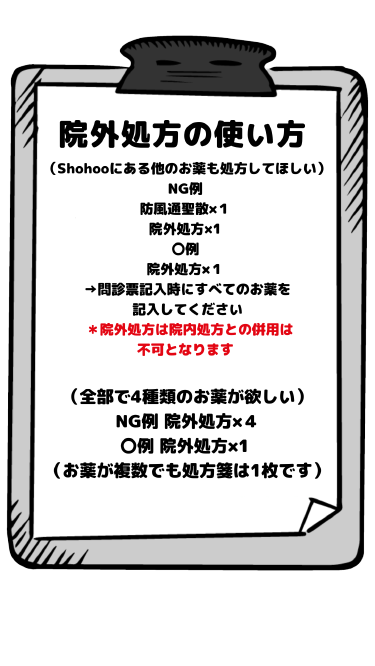 院外処方の使い方
（Shohooにある他のお薬も処方してほしい）
NG例
防風通聖散×１
院外処方×1
〇例
院外処方×１
→問診票記入時にすべてのお薬を
記入してください
＊院外処方は院内処方との併用は
不可となります
（全部で4種類のお薬が欲しい）
NG例 院外処方×４
〇例 院外処方×1
（お薬が複数でも処方箋は1枚です）